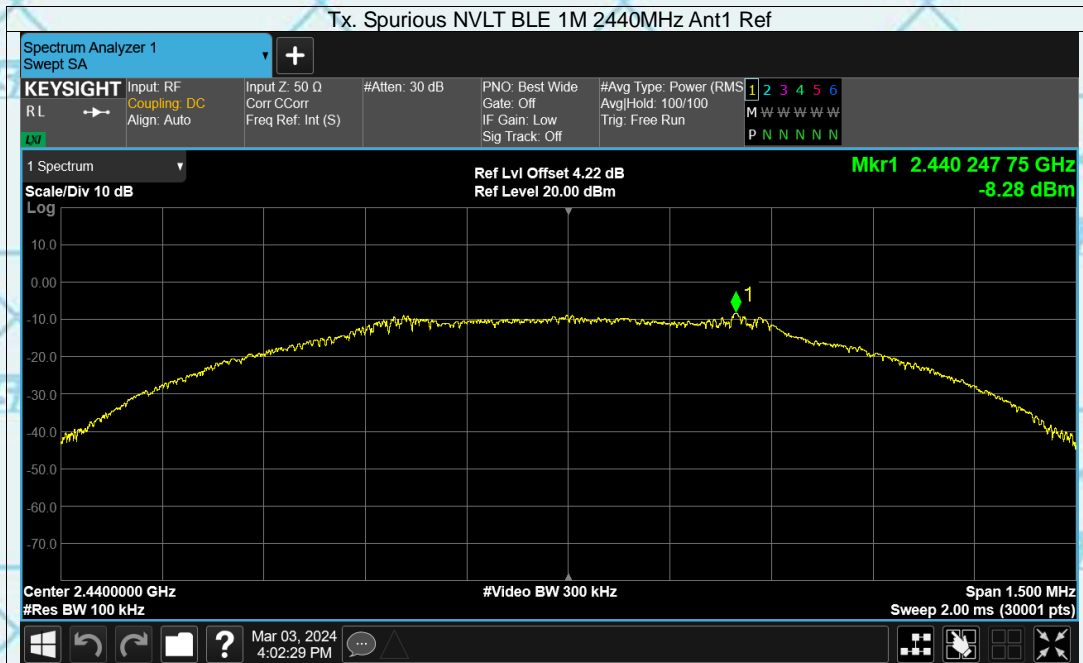 Tx. Spurious NVLT BLE 1M 2440MHz Ant1 Ref
Spectrum Analyzer 1
Swept SA
+
KEYSIGHT
R L
LXI
Input: RF
Coupling: DC
Align: Auto
Input Z: 50 Ω
Corr CCorr
Freq Ref: Int (S)
#Atten: 30 dB
PNO: Best Wide
Gate: Off
IF Gain: Low
Sig Track: Off
#Avg Type: Power (RMS
Avg|Hold: 100/100
Trig: Free Run
1 2 3 4 5 6
M W W W W W
P N N N N N
1 Spectrum
Scale/Div 10 dB
Log
Ref Lvl Offset 4.22 dB
Ref Level 20.00 dBm
Mkr1 2.440 247 75 GHz
-8.28 dBm
10.0
0.00
-10.0
-20.0
-30.0
-40.0
-50.0
-60.0
-70.0
1
Center 2.4400000 GHz
#Res BW 100 kHz
#Video BW 300 kHz
Span 1.500 MHz
Sweep 2.00 ms (30001 pts)
?
Mar 03, 2024
4:02:29 PM